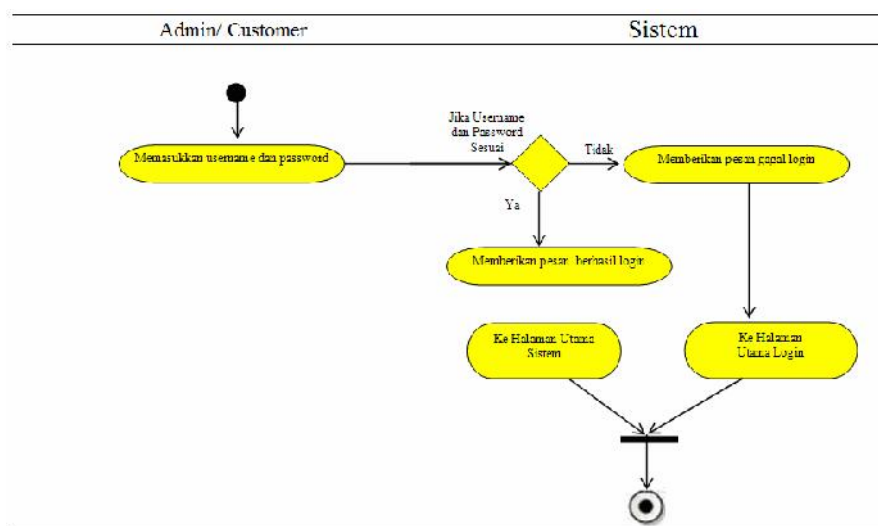 Admin/ Customer
Sistem
Jika Username
dan Password
Sesuai
Memasukkan username dan password
Tidak
Memberikan pesan gagal login
Ya
Memberikan pesan berhasil login
Ke Halaman Utama
Sistem
Ke Halaman
Utama Login